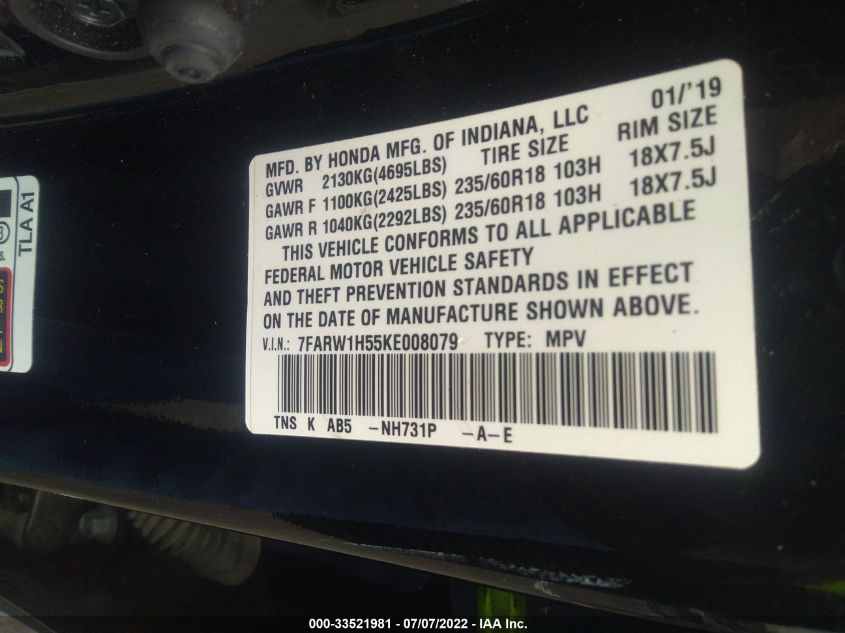 01/'19
MFD. BY HONDA MFG. OF INDIANA, LLC
GVWR 2130KG(4695LBS) TIRE SIZE RIM SIZE
GAWR F 1100KG(2425LBS) 235/60R18 103H 18X7.5J
GAWR R 1040KG(2292LBS) 235/60R18 103H 18X7.5J
THIS VEHICLE CONFORMS TO ALL APPLICABLE
FEDERAL MOTOR VEHICLE SAFETY
AND THEFT PREVENTION STANDARDS IN EFFECT
ON THE DATE OF MANUFACTURE SHOWN ABOVE.
V.I.N.: 7FARW1H55KE008079 TYPE: MPV
TNS K AB5 -NH731P -A-E
TLA A1
000-33521981 - 07/07/2022 - IAA Inc.